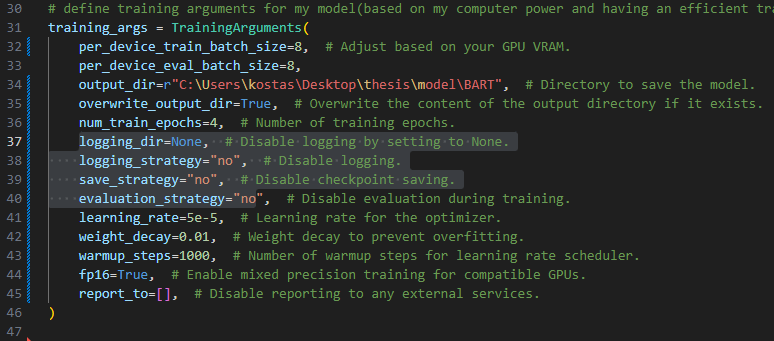 30 # define training arguments for my model(based on my computer power and having an efficient tra
31 training_args = TrainingArguments(
32 per_device_train_batch_size=8,  # Adjust based on your GPU VRAM.
33 per_device_eval_batch_size=8,
34 output_dir=r"C:\Users\kostas\Desktop\thesis\model\BART",  # Directory to save the model.
35 overwrite_output_dir=True,  # Overwrite the content of the output directory if it exists.
36 num_train_epochs=4,  # Number of training epochs.
37 logging_dir=None,  # Disable logging by setting to None.
38 logging_strategy="no",  # Disable logging.
39 save_strategy="no",  # Disable checkpoint saving.
40 evaluation_strategy="no",  # Disable evaluation during training.
41 learning_rate=5e-5,  # Learning rate for the optimizer.
42 weight_decay=0.01,  # Weight decay to prevent overfitting.
43 warmup_steps=1000,  # Number of warmup steps for learning rate scheduler.
44 fp16=True,  # Enable mixed precision training for compatible GPUs.
45 report_to=[],  # Disable reporting to any external services.
46 )
47